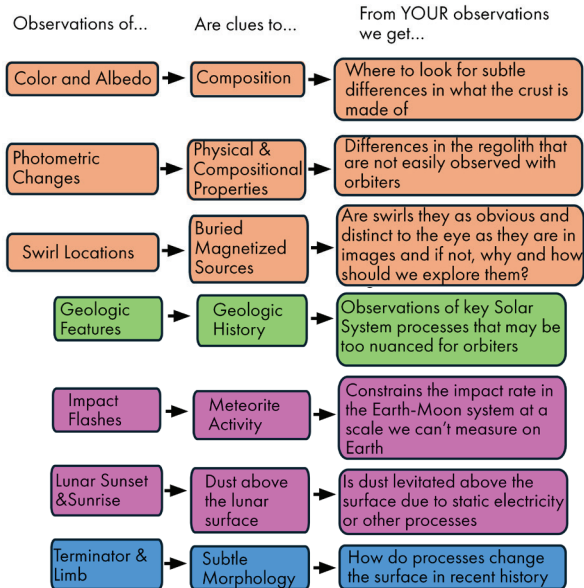 Observations of...
Are clues to...
From YOUR observations
we get...
Color and Albedo
Composition
Where to look for subtle
differences in what the crust is
made of
Photometric
Changes
Physical &
Compositional
Properties
Differences in the regolith that
are not easily observed with
orbiters
Swirl Locations
Buried
Magnetized
Sources
Are swirls they as obvious and
distinct to the eye as they are in
images and if not, why and how
should we explore them?
Geologic
Features
Geologic
History
Observations of key Solar
System processes that may be
too nuanced for orbiters
Impact
Flashes
Meteorite
Activity
Constrains the impact rate in
the Earth-Moon system at a
scale we can't measure on
Earth
Lunar Sunset
&Sunrise
Dust above
the lunar
surface
Is dust levitated above the
surface due to static electricity
or other processes
Terminator &
Limb
Subtle
Morphology
How do processes change
the surface in recent history